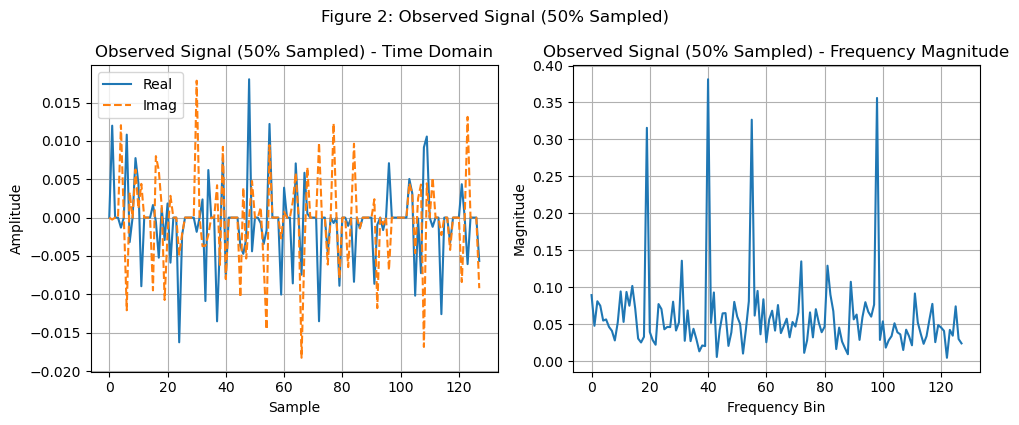 Figure 2: Observed Signal (50% Sampled)
Observed Signal (50% Sampled) - Time Domain
Real
Imag
0.015
0.010
0.005
0.000
−0.005
−0.010
−0.015
−0.020
Amplitude
0 20 40 60 80 100 120
Sample
Observed Signal (50% Sampled) - Frequency Magnitude
0.40
0.35
0.30
0.25
0.20
0.15
0.10
0.05
0.00
Magnitude
0 20 40 60 80 100 120
Frequency Bin